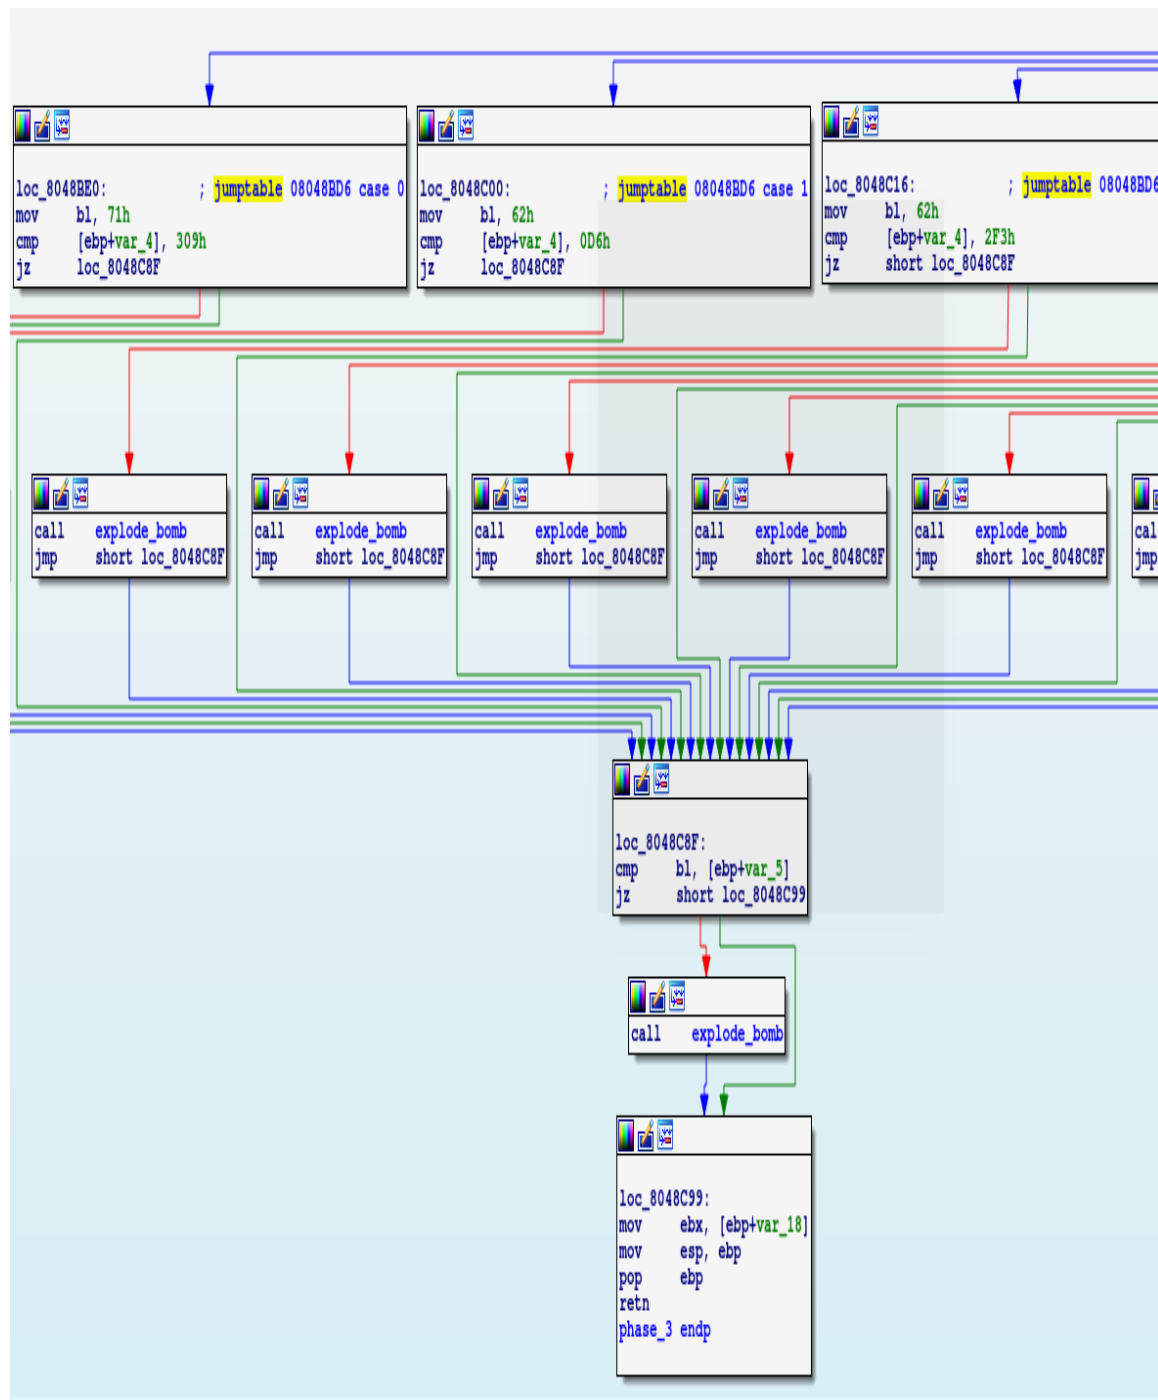 loc_8048BE0: ; jumptable 08048BD6 case 0
mov bl, 71h
cmp [ebp+var_4], 309h
jz loc_8048C8F
loc_8048C00: ; jumptable 08048BD6 case 1
mov bl, 62h
cmp [ebp+var_4], 0D6h
jz loc_8048C8F
loc_8048C16: ; jumptable 08048BD6
mov bl, 62h
cmp [ebp+var_4], 2F3h
jz short loc_8048C8F
call explode_bomb
jmp short loc_8048C8F
call explode_bomb
jmp short loc_8048C8F
call explode_bomb
jmp short loc_8048C8F
call explode_bomb
jmp short loc_8048C8F
call explode_bomb
jmp short loc_8048C8F
cal
jmp
loc_8048C8F:
cmp bl, [ebp+var_5]
jz short loc_8048C99
call explode_bomb
loc_8048C99:
mov ebx, [ebp+var_18]
mov esp, ebp
pop ebp
retn
phase_3 endp